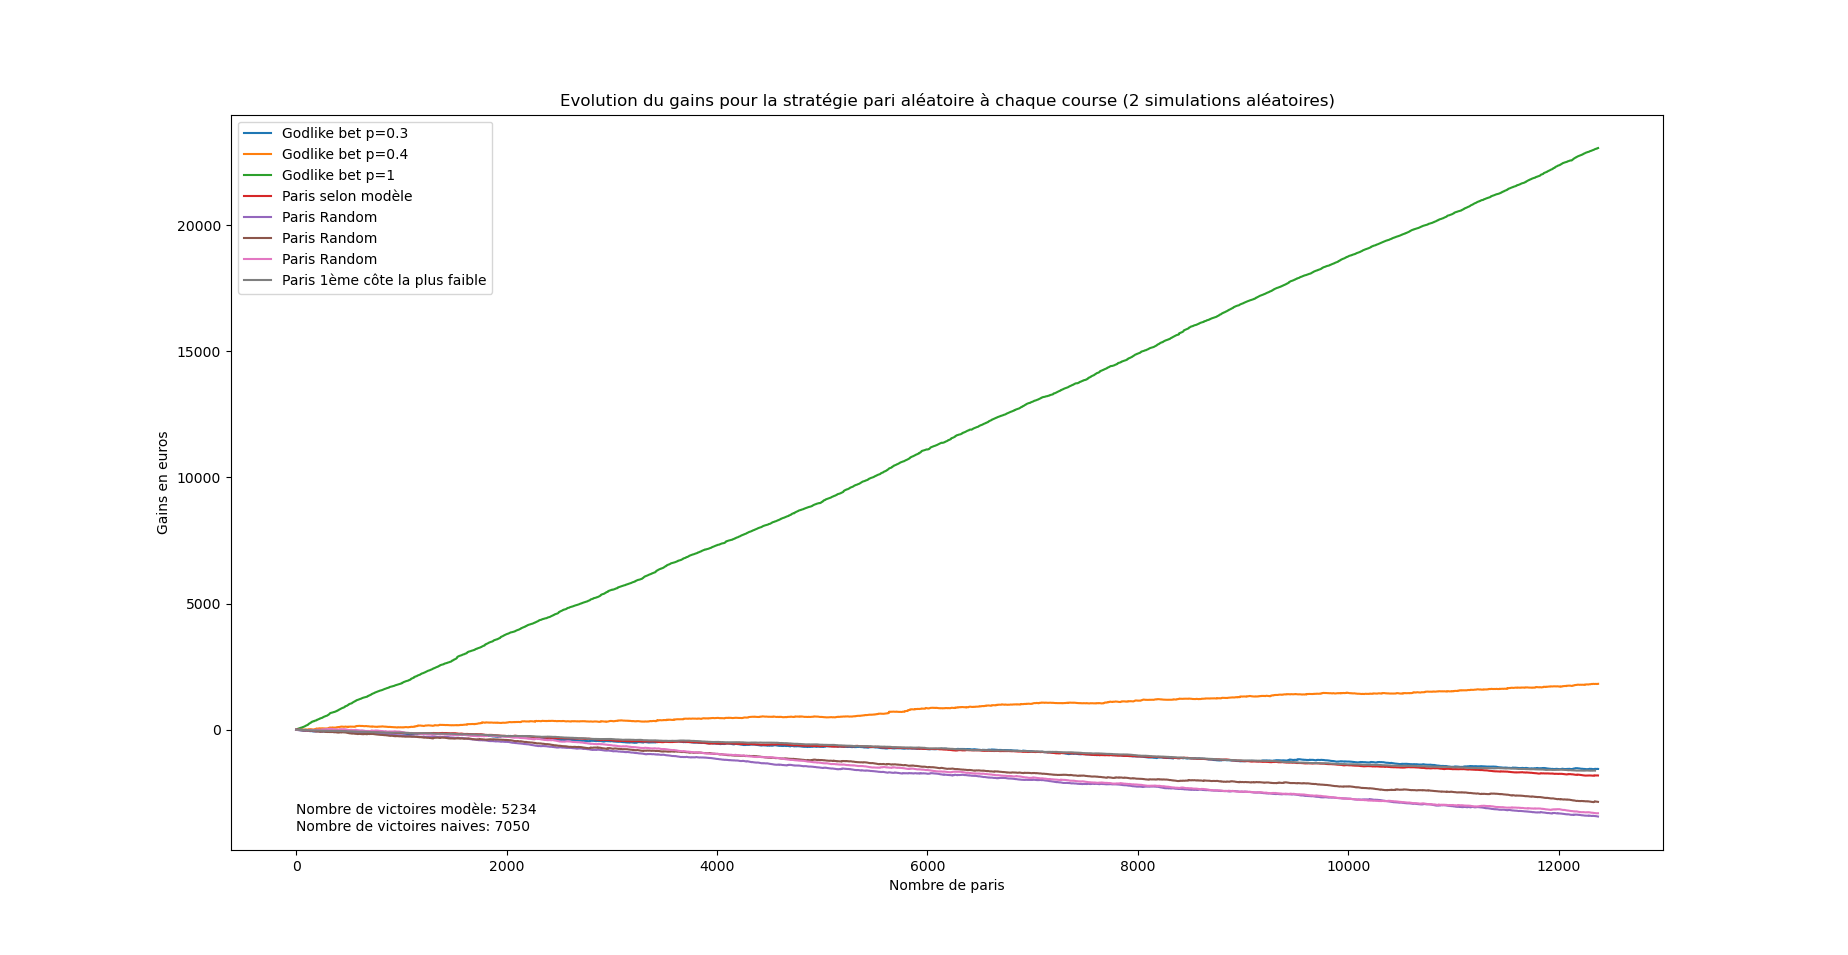 Evolution du gains pour la stratégie pari aléatoire à chaque course (2 simulations aléatoires)
Godlike bet p=0.3
Godlike bet p=0.4
Godlike bet p=1
Paris selon modèle
Paris Random
Paris Random
Paris Random
Paris 1ème côte la plus faible
Gains en euros
20000
15000
10000
5000
0
Nombre de victoires modèle: 5234
Nombre de victoires naives: 7050
0 2000 4000 6000 8000 10000 12000
Nombre de paris